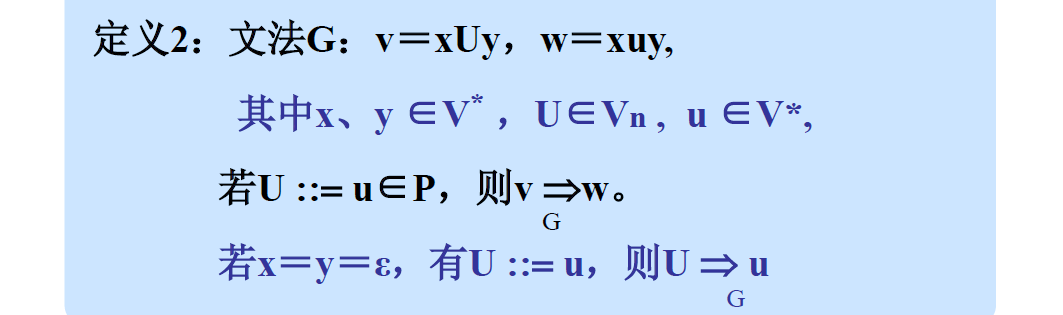 定义2：文法G：v＝xUy，w＝xuy,
其中x、y ∈V*，U∈Vn , u ∈V*,
若U ::= u∈P，则v ⇒w。
G
若x＝y＝ε，有U ::= u，则U ⇒ u
G